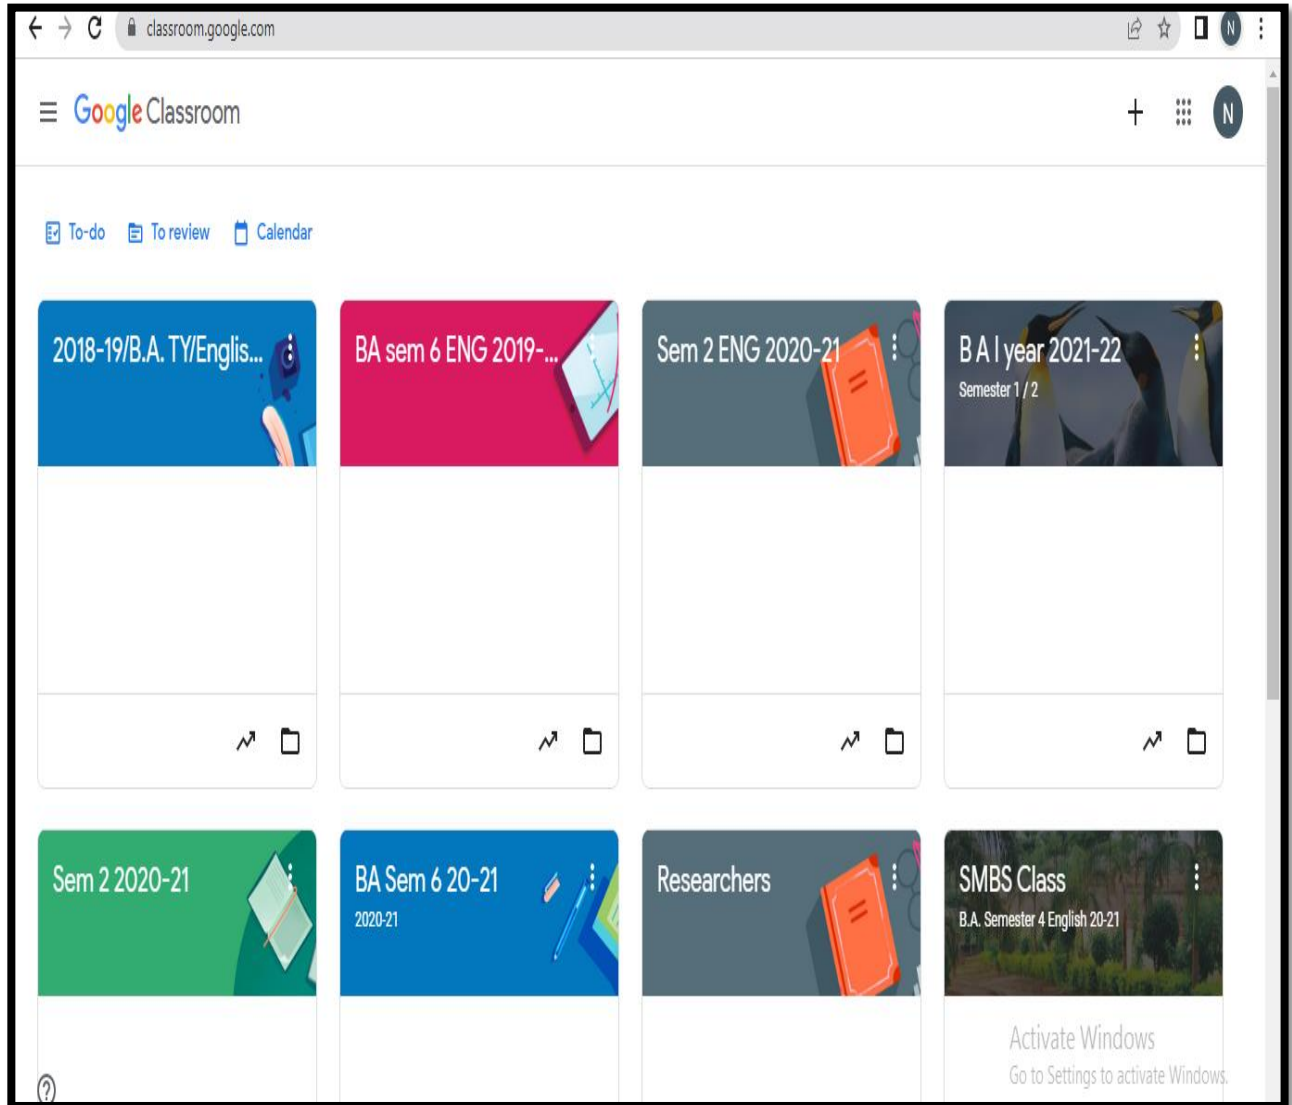 classroom.google.com
N
Google Classroom
N
To-do To review Calendar
2018-19/B.A. TY/Englis...
BA sem 6 ENG 2019-...
Sem 2 ENG 2020-21
B A I year 2021-22
Semester 1 / 2
Sem 2 2020-21
BA Sem 6 20-21
2020-21
Researchers
SMBS Class
B.A. Semester 4 English 20-21
Activate Windows
Go to Settings to activate Windows.